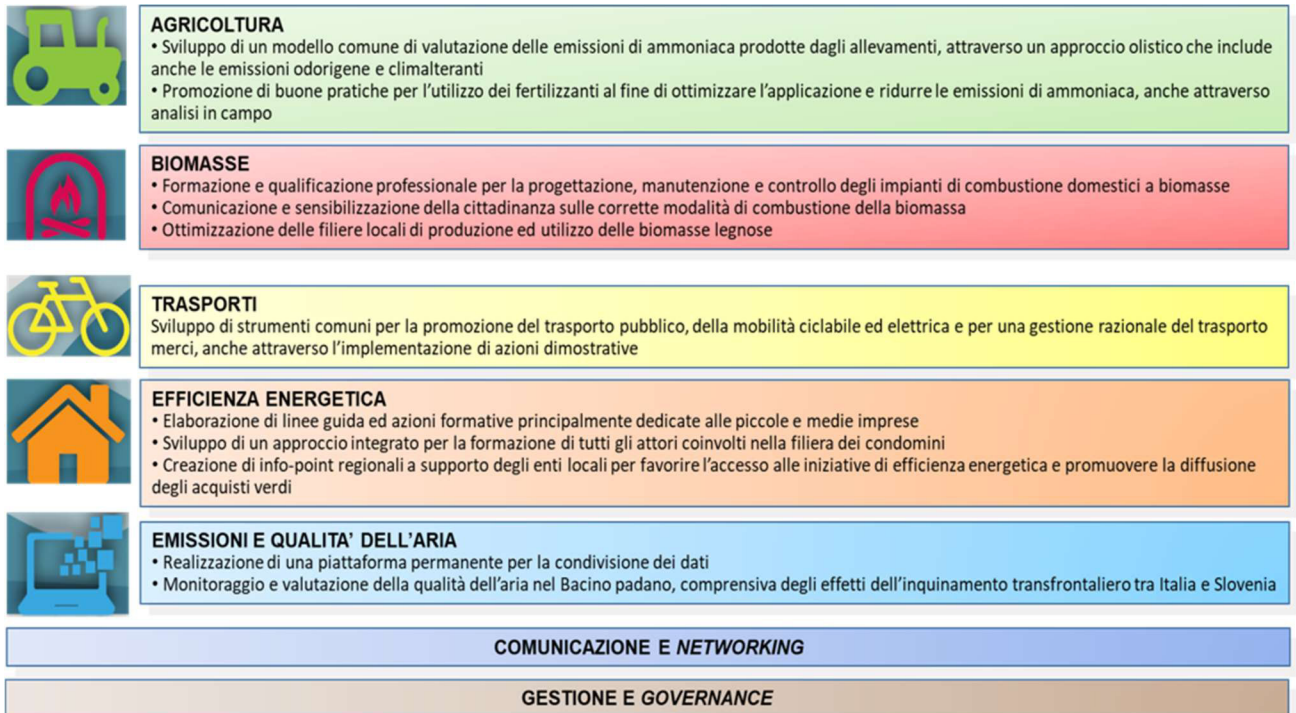 AGRICOLTURA
• Sviluppo di un modello comune di valutazione delle emissioni di ammoniaca prodotte dagli allevamenti, attraverso un approccio olistico che include
anche le emissioni odorigene e climalteranti
• Promozione di buone pratiche per l'utilizzo dei fertilizzanti al fine di ottimizzare l'applicazione e ridurre le emissioni di ammoniaca, anche attraverso
analisi in campo
BIOMASSE
• Formazione e qualificazione professionale per la progettazione, manutenzione e controllo degli impianti di combustione domestici a biomasse
• Comunicazione e sensibilizzazione della cittadinanza sulle corrette modalità di combustione della biomassa
• Ottimizzazione delle filiere locali di produzione ed utilizzo delle biomasse legnose
TRASPORTI
Sviluppo di strumenti comuni per la promozione del trasporto pubblico, della mobilità ciclabile ed elettrica e per una gestione razionale del trasporto
merci, anche attraverso l'implementazione di azioni dimostrative
EFFICIENZA ENERGETICA
• Elaborazione di linee guida ed azioni formative principalmente dedicate alle piccole e medie imprese
• Sviluppo di un approccio integrato per la formazione di tutti gli attori coinvolti nella filiera dei condomini
• Creazione di info-point regionali a supporto degli enti locali per favorire l'accesso alle iniziative di efficienza energetica e promuovere la diffusione
degli acquisti verdi
EMISSIONI E QUALITA' DELL'ARIA
• Realizzazione di una piattaforma permanente per la condivisione dei dati
• Monitoraggio e valutazione della qualità dell'aria nel Bacino padano, comprensiva degli effetti dell'inquinamento transfrontaliero tra Italia e Slovenia
COMUNICAZIONE E NETWORKING
GESTIONE E GOVERNANCE